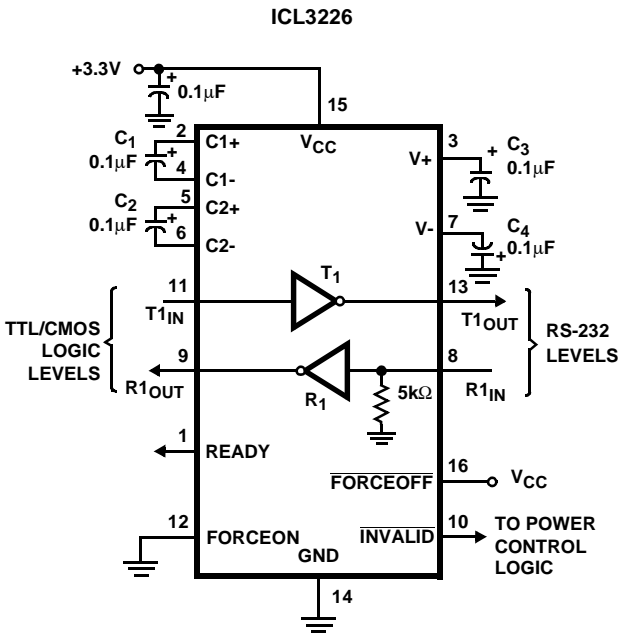 ICL3226
+3.3V
+
0.1μF
15
VCC
2
C1+
C1
0.1μF
+
4
C1-
5
C2+
C2
0.1μF
+
6
C2-
3
V+
+
C3
0.1μF
7
V-
C4
0.1μF
+
11
T1IN
T1
13
T1OUT
TTL/CMOS
LOGIC
LEVELS
RS-232
LEVELS
9
R1OUT
R1
5kΩ
8
R1IN
1
READY
16
FORCEOFF
VCC
12
FORCEON
10
INVALID
TO POWER
CONTROL
LOGIC
GND
14